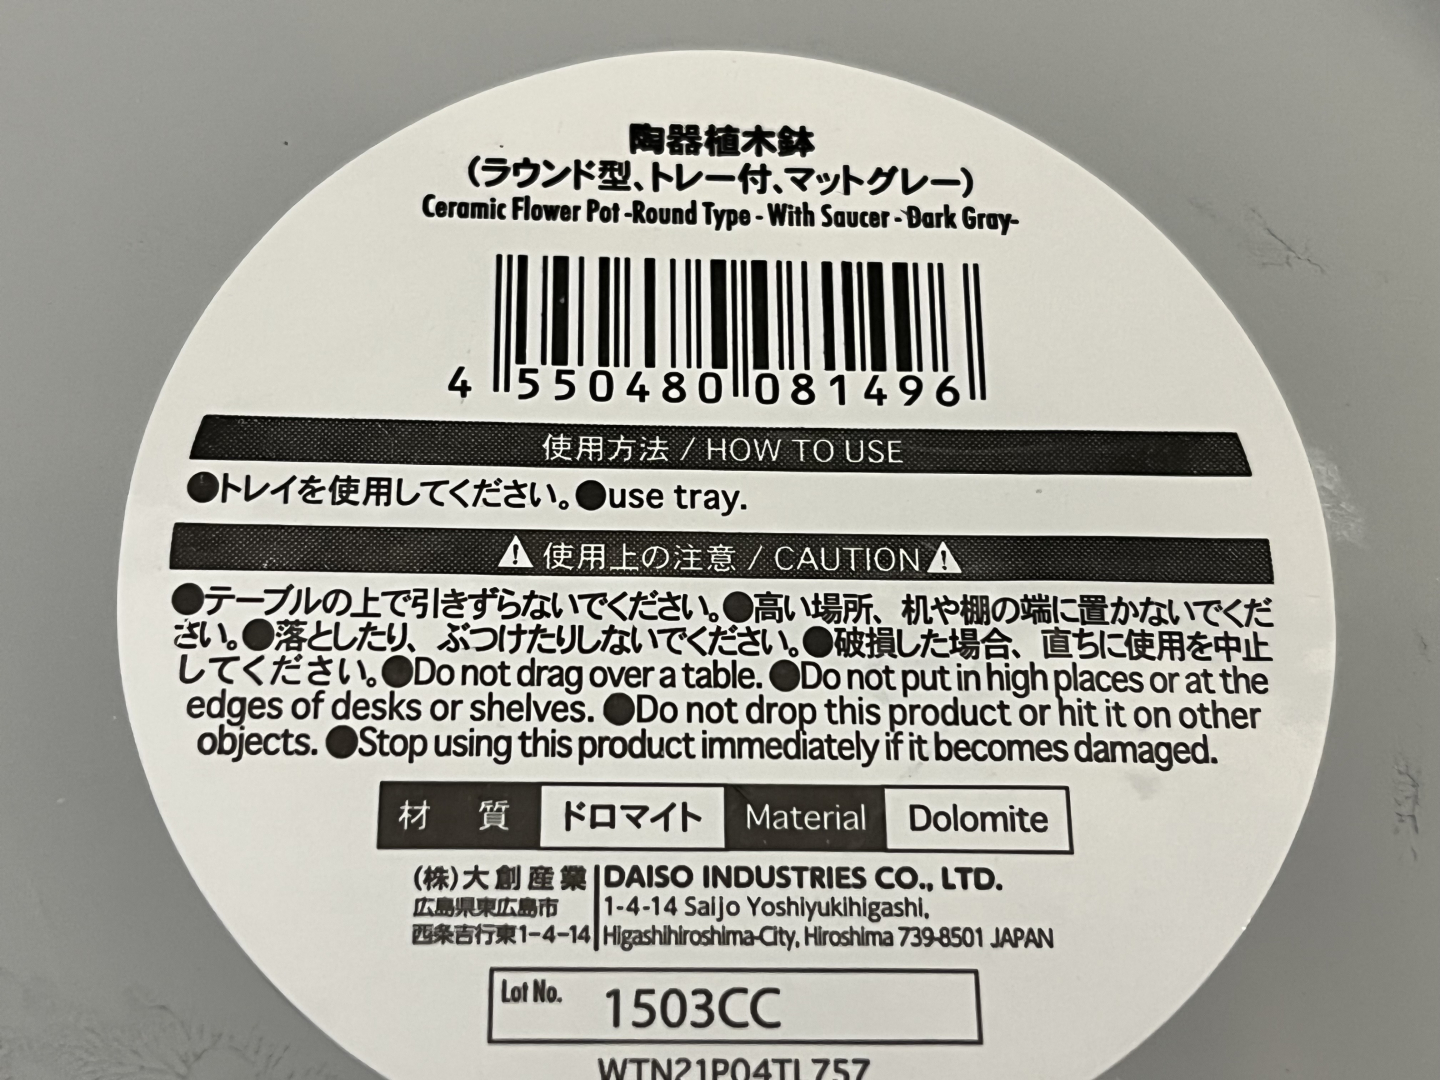 陶器植木鉢
（ラウンド型、トレー付、マットグレー）
Ceramic Flower Pot -Round Type - With Saucer - Dark Gray-
4 550480 081496
使用方法 / HOW TO USE
●トレイを使用してください。●use tray.
⚠ 使用上の注意 / CAUTION ⚠
●テーブルの上で引きずらないでください。●高い場所、机や棚の端に置かないでくだ
さい。●落としたり、ぶつけたりしないでください。●破損した場合、直ちに使用を中止
してください。●Do not drag over a table. ●Do not put in high places or at the
edges of desks or shelves. ●Do not drop this product or hit it on other
objects. ●Stop using this product immediately if it becomes damaged.
材質 ドロマイト Material Dolomite
(株)大創産業
広島県東広島市
西条吉行東1-4-14
DAISO INDUSTRIES CO., LTD.
1-4-14 Saijo Yoshiyukihigashi,
Higashihiroshima-City, Hiroshima 739-8501 JAPAN
Lot No. 1503CC
WTN21P04TL757